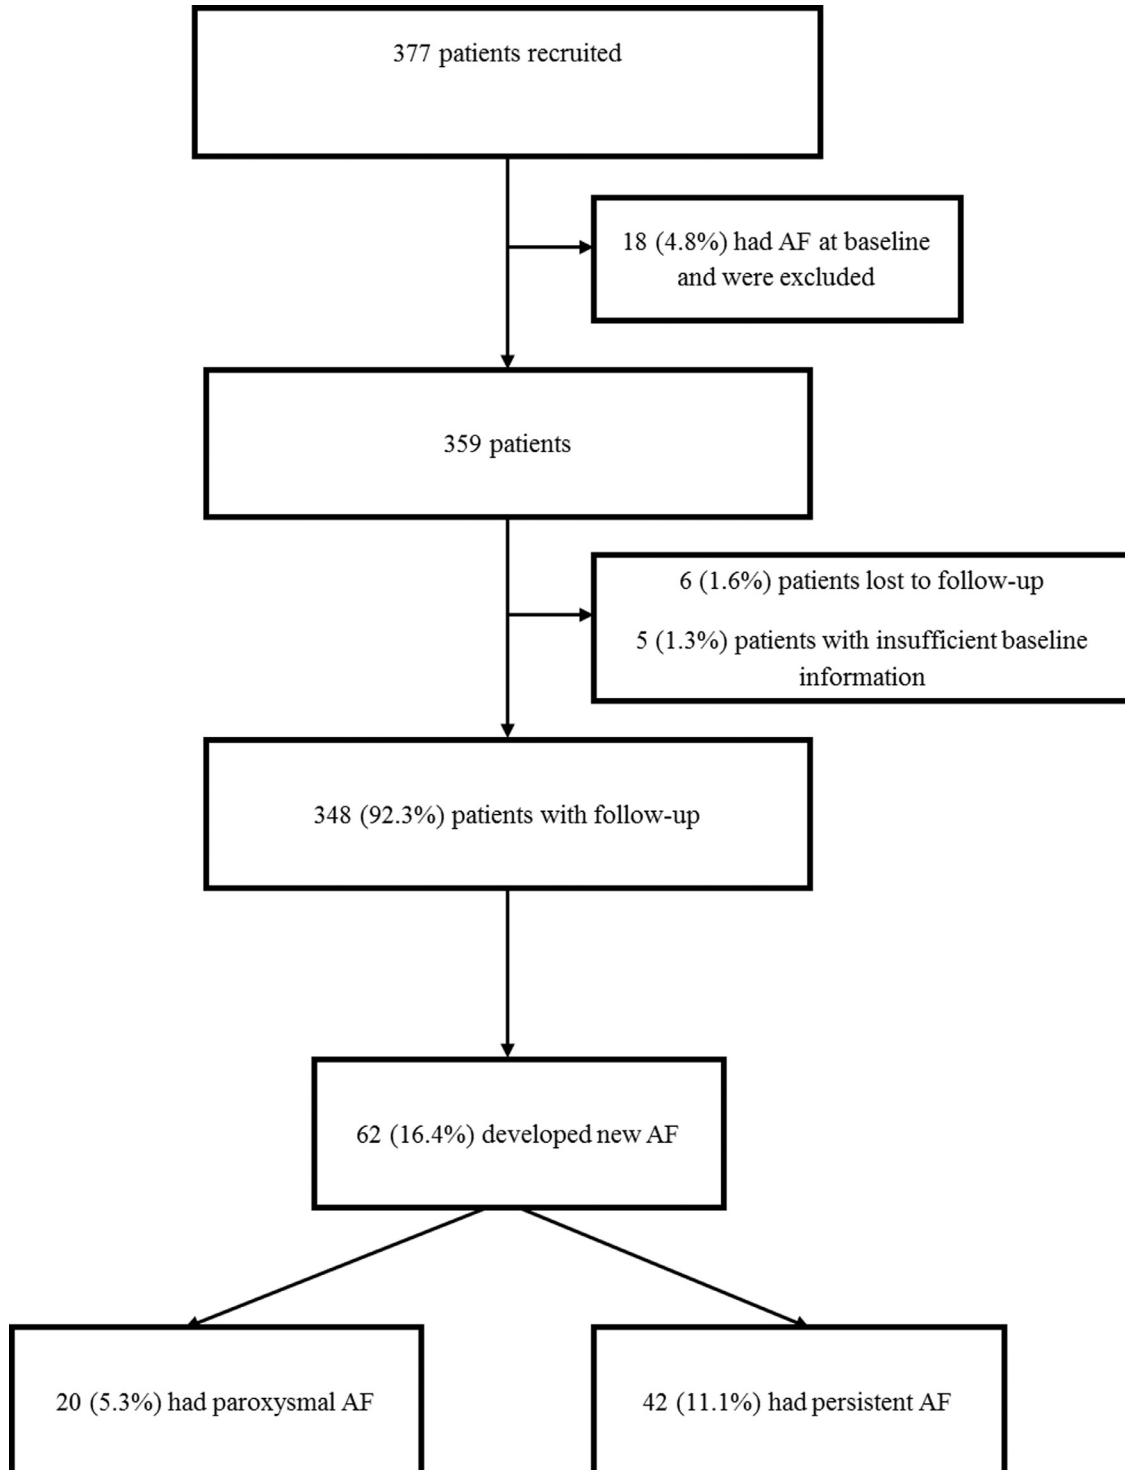 377 patients recruited
18 (4.8%) had AF at baseline
and were excluded
359 patients
6 (1.6%) patients lost to follow-up
5 (1.3%) patients with insufficient baseline
information
348 (92.3%) patients with follow-up
62 (16.4%) developed new AF
20 (5.3%) had paroxysmal AF
42 (11.1%) had persistent AF